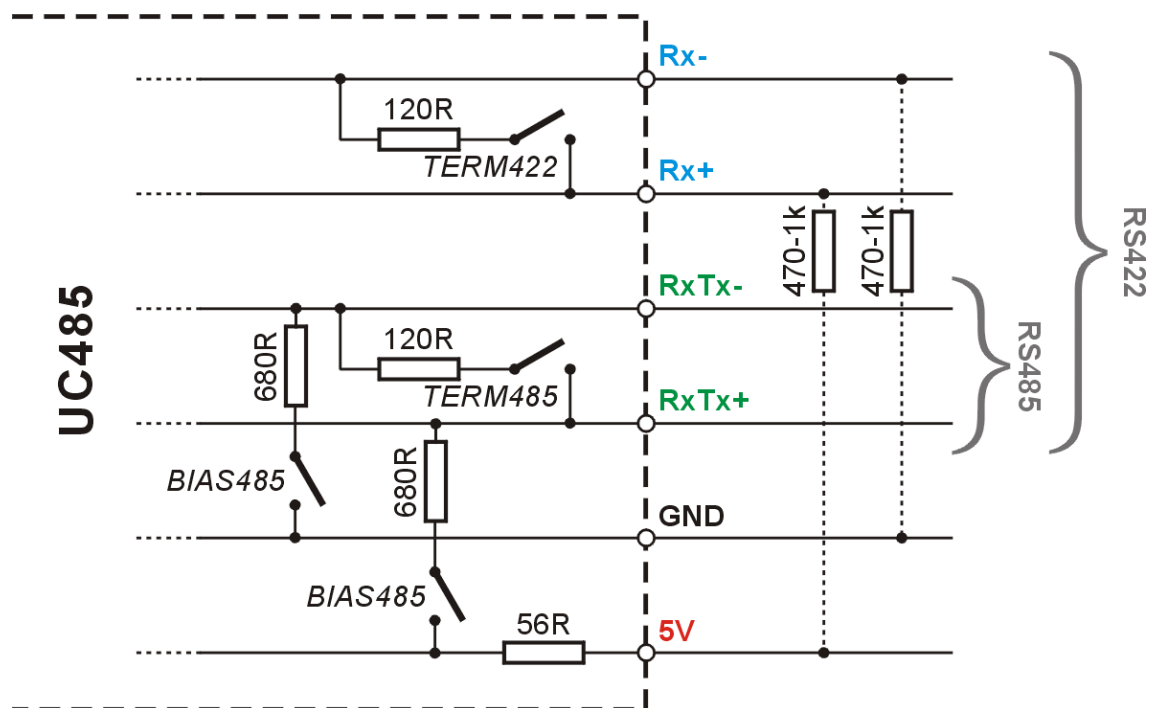 Rx-
120R
TERM422
Rx+
470-1k
470-1k
RS422
UC485
RxTx-
680R
120R
TERM485
RS485
RxTx+
BIAS485
680R
GND
BIAS485
56R
5V